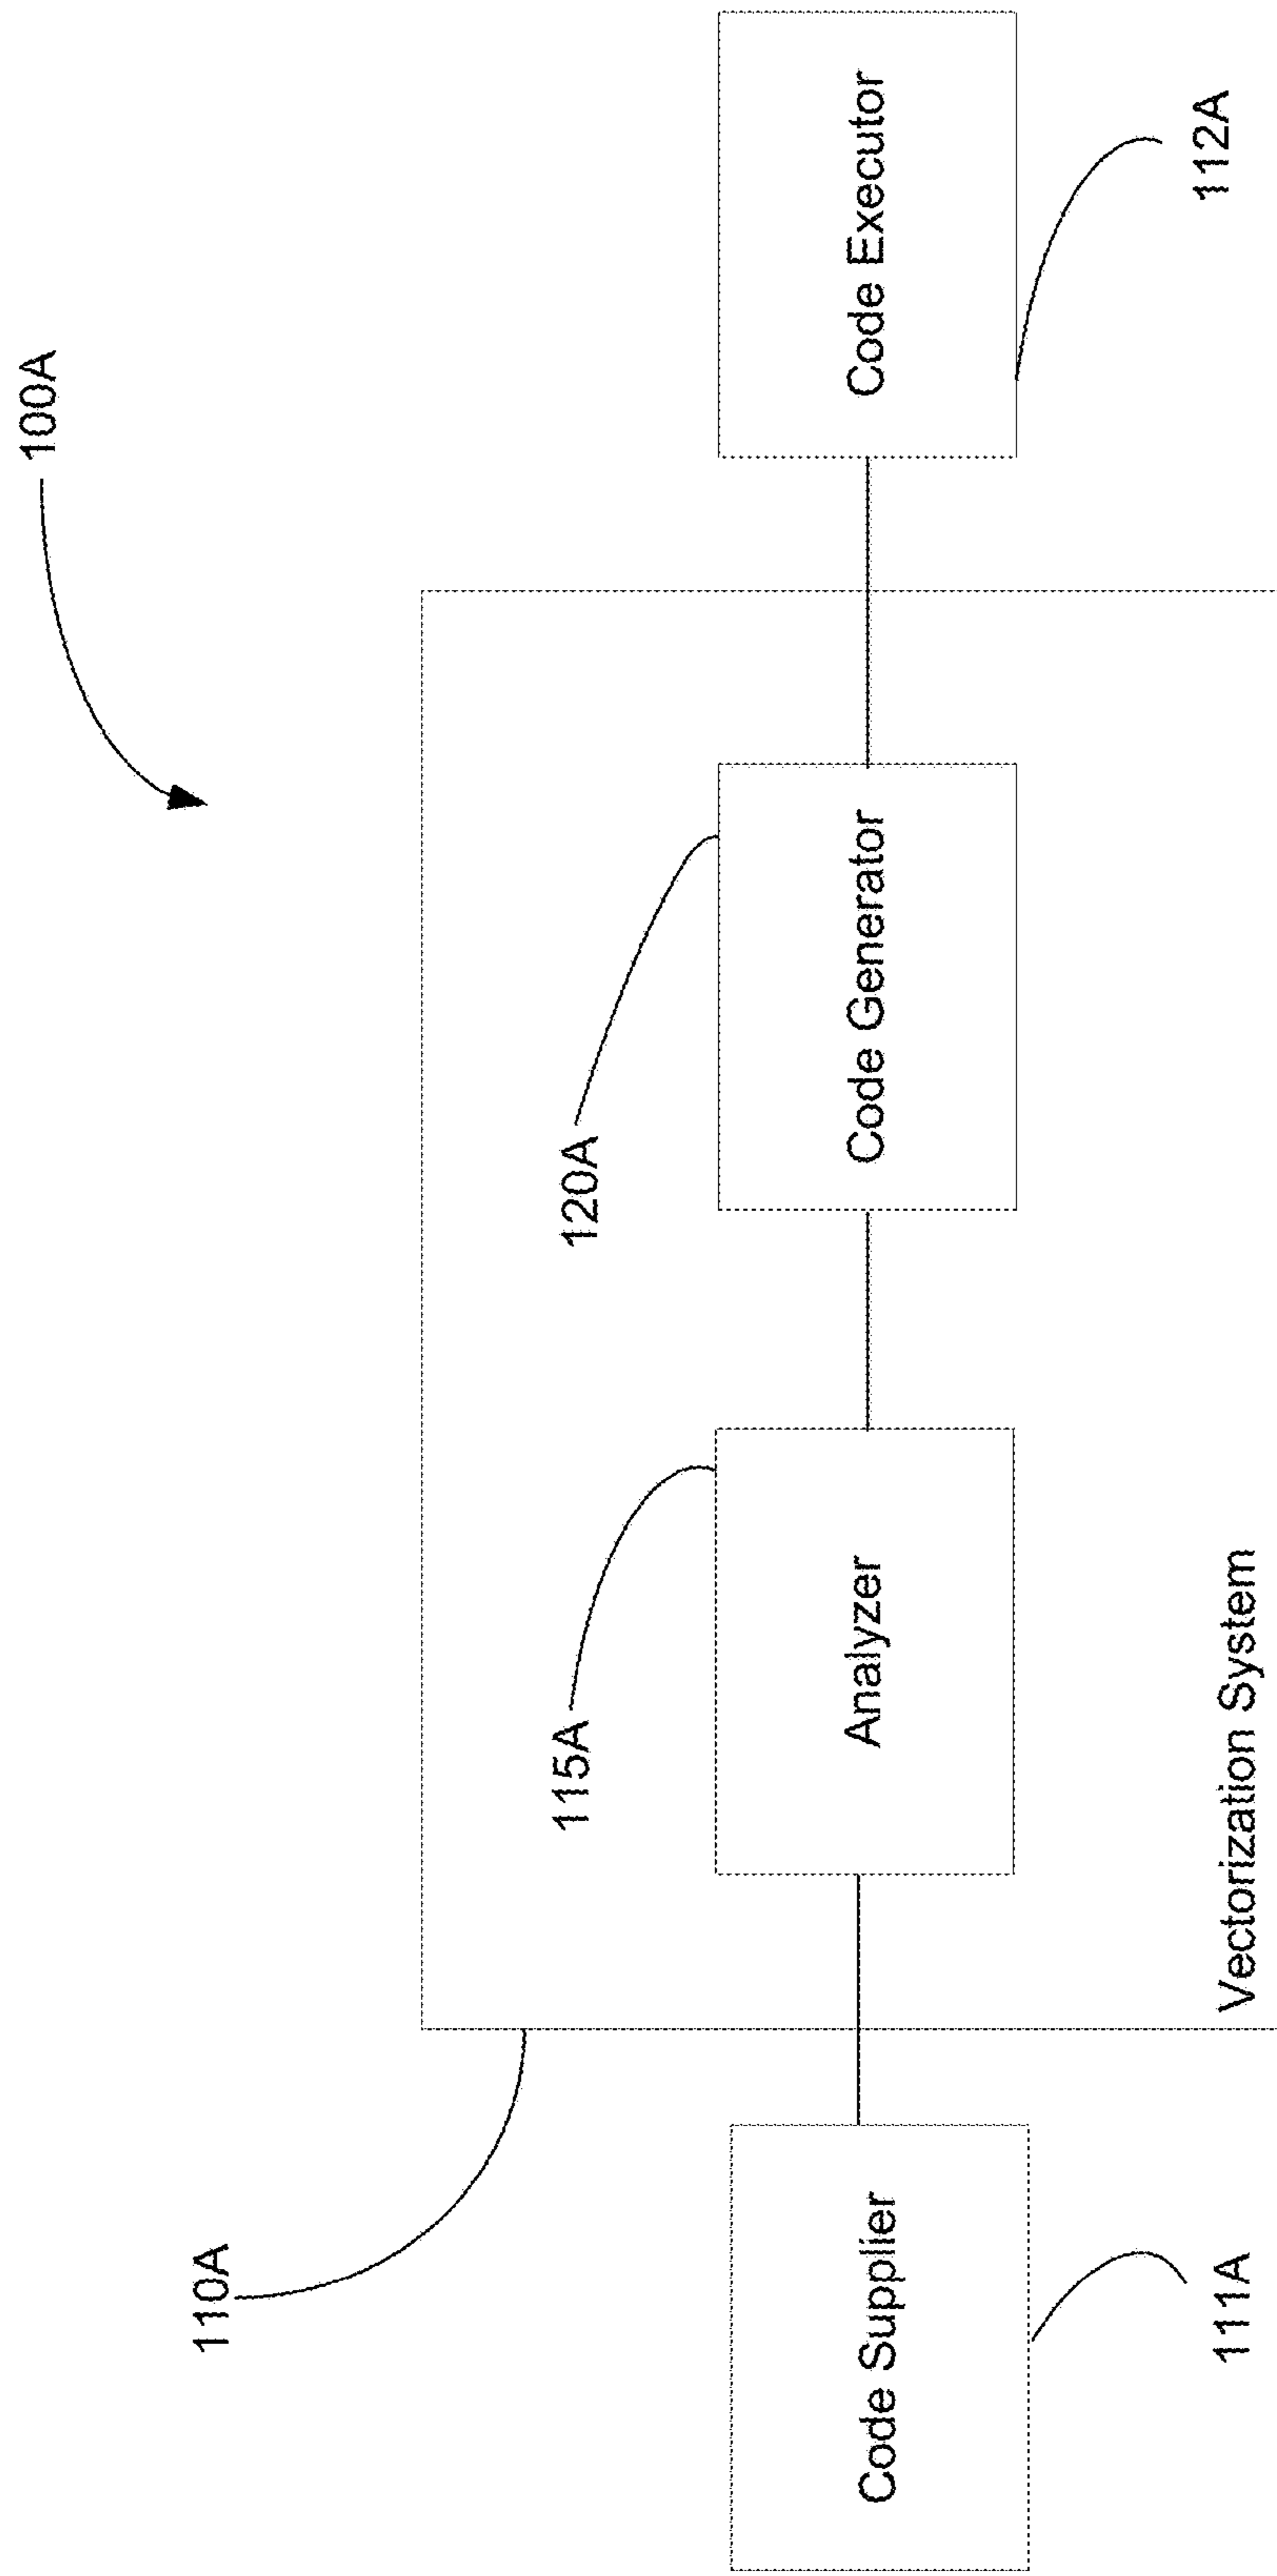 100A
110A
120A
115A
Code Supplier
Analyzer
Code Generator
Code Executor
111A
Vectorization System
112A